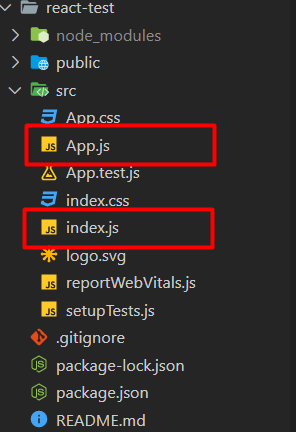 react-test
node_modules
public
src
App.css
JS App.js
App.test.js
index.css
JS index.js
logo.svg
JS reportWebVitals.js
JS setupTests.js
.gitignore
package-lock.json
package.json
README.md